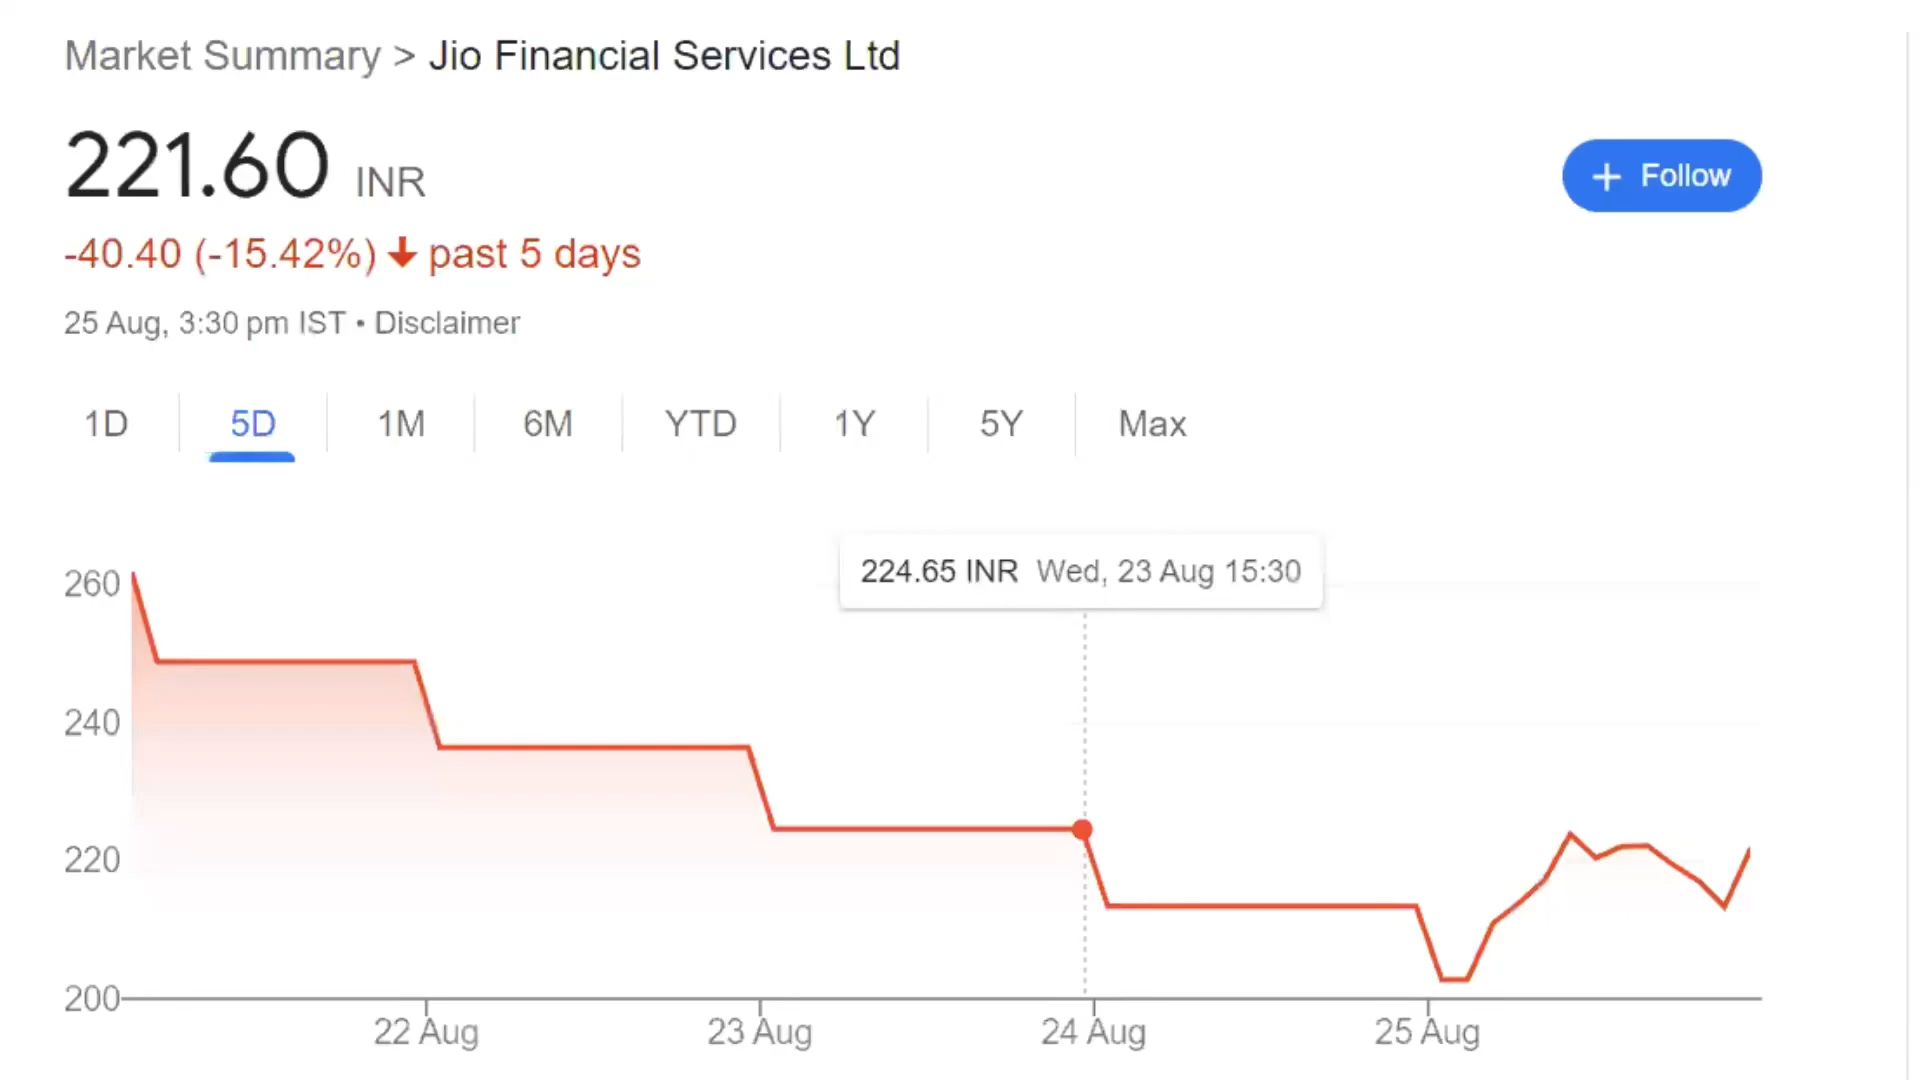 Market Summary > Jio Financial Services Ltd
221.60 INR
+ Follow
-40.40 (-15.42%) ↓ past 5 days
25 Aug, 3:30 pm IST • Disclaimer
1D 5D 1M 6M YTD 1Y 5Y Max
224.65 INR Wed, 23 Aug 15:30
260
240
220
200
22 Aug 23 Aug 24 Aug 25 Aug